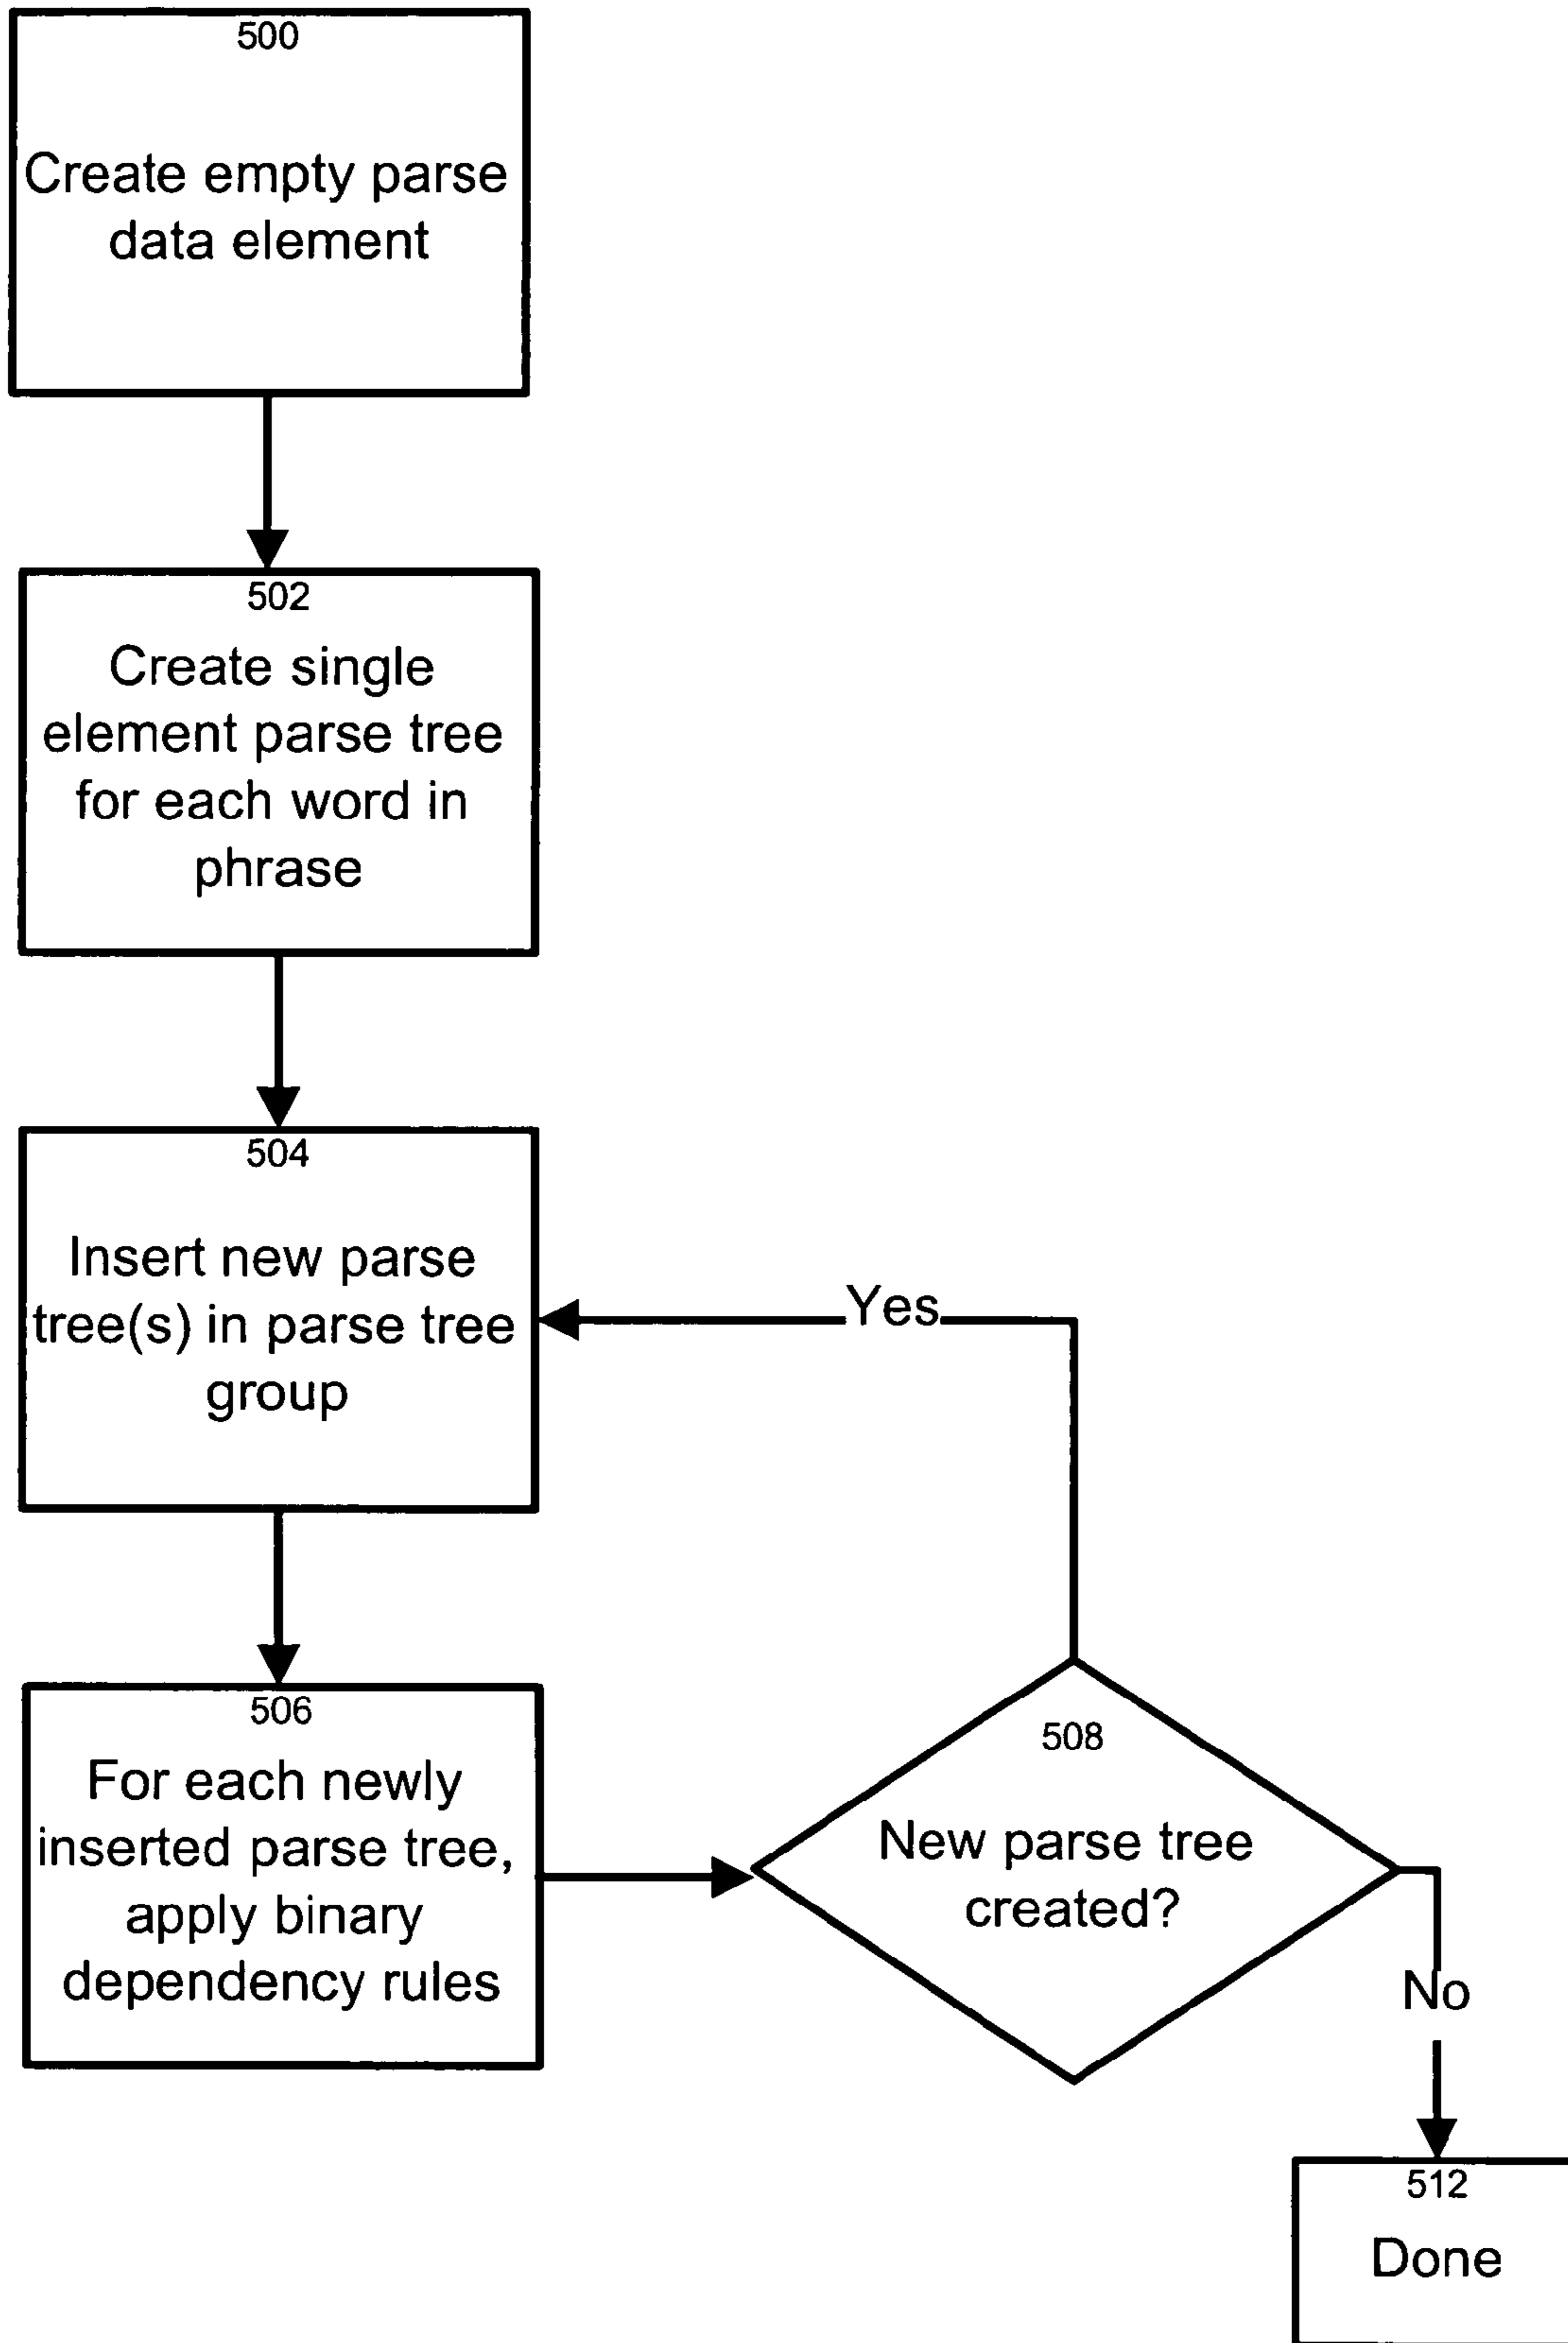 500
Create empty parse
data element
502
Create single
element parse tree
for each word in
phrase
504
Insert new parse
tree(s) in parse tree
group
Yes
506
For each newly
inserted parse tree,
apply binary
dependency rules
508
New parse tree
created?
No
512
Done